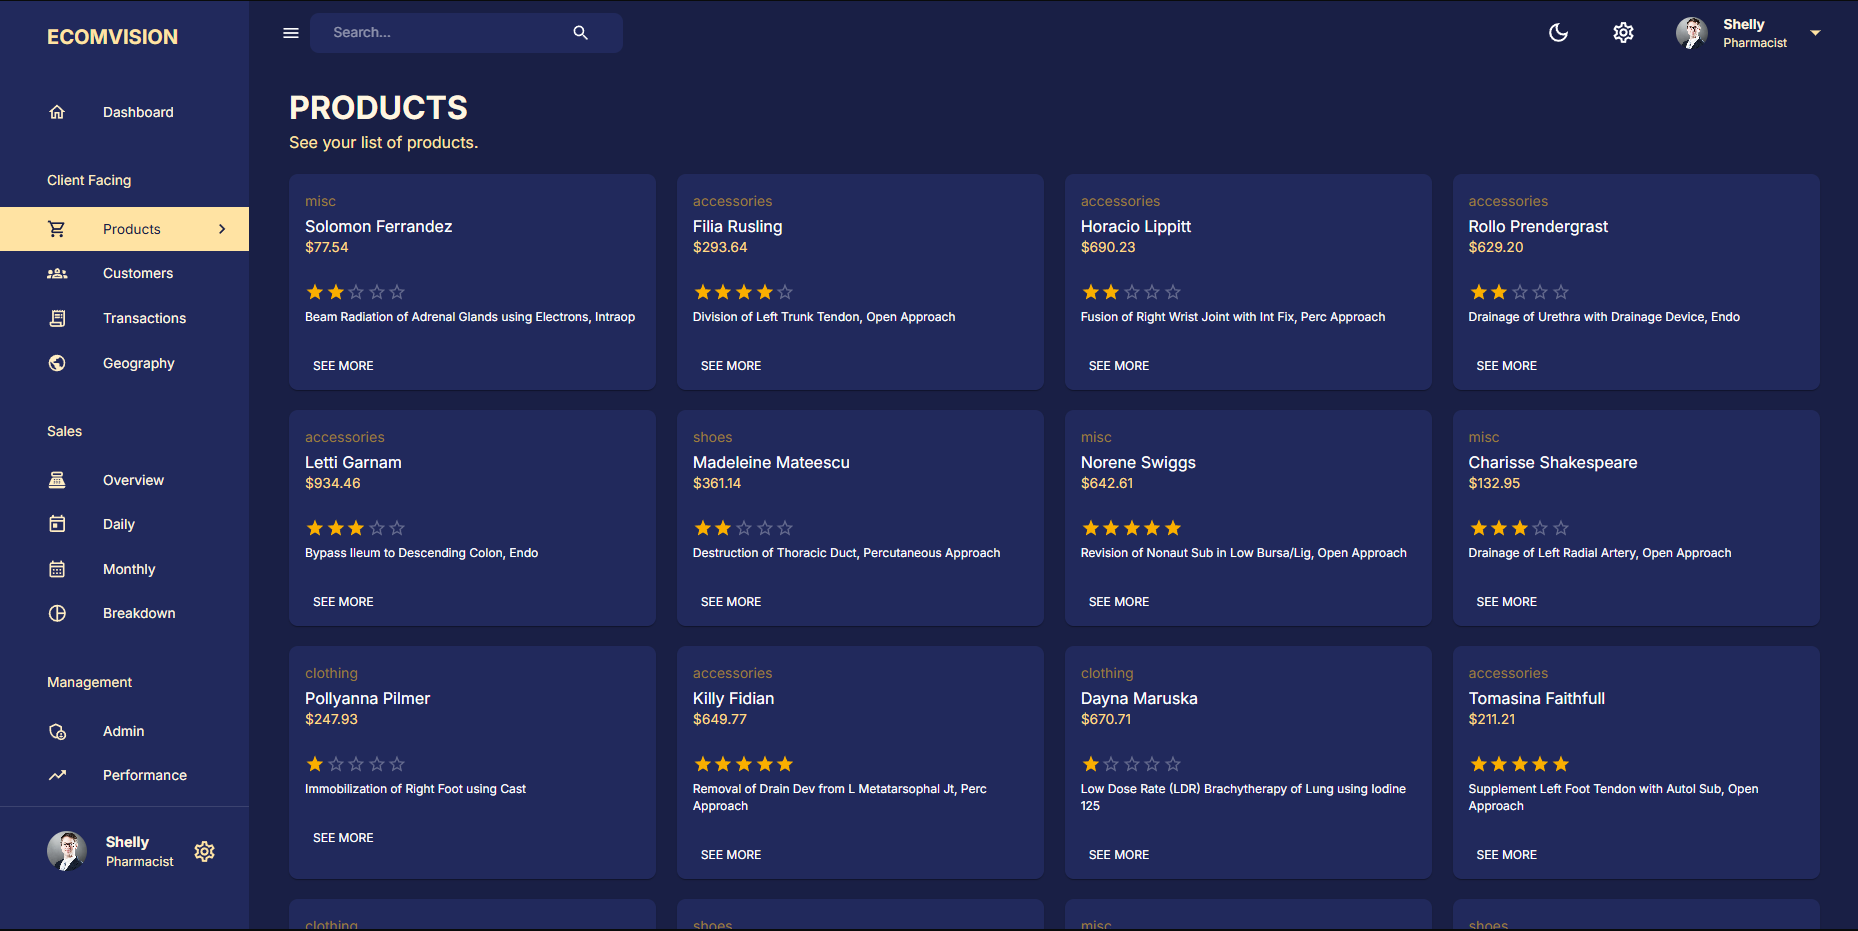 ECOMVISION
Search...
Shelly
Pharmacist
Dashboard
Client Facing
Products
Customers
Transactions
Geography
Sales
Overview
Daily
Monthly
Breakdown
Management
Admin
Performance
Shelly
Pharmacist
PRODUCTS
See your list of products.
misc
Solomon Ferrandez
$77.54
Beam Radiation of Adrenal Glands using Electrons, Intraop
SEE MORE
accessories
Filia Rusling
$293.64
Division of Left Trunk Tendon, Open Approach
SEE MORE
accessories
Horacio Lippitt
$690.23
Fusion of Right Wrist Joint with Int Fix, Perc Approach
SEE MORE
accessories
Rollo Prendergrast
$629.20
Drainage of Urethra with Drainage Device, Endo
SEE MORE
accessories
Letti Garnam
$934.46
Bypass Ileum to Descending Colon, Endo
SEE MORE
shoes
Madeleine Mateescu
$361.14
Destruction of Thoracic Duct, Percutaneous Approach
SEE MORE
misc
Norene Swiggs
$642.61
Revision of Nonaut Sub in Low Bursa/Lig, Open Approach
SEE MORE
misc
Charisse Shakespeare
$132.95
Drainage of Left Radial Artery, Open Approach
SEE MORE
clothing
Pollyanna Pilmer
$247.93
Immobilization of Right Foot using Cast
SEE MORE
accessories
Killy Fidian
$649.77
Removal of Drain Dev from L Metatarsophal Jt, Perc
Approach
SEE MORE
clothing
Dayna Maruska
$670.71
Low Dose Rate (LDR) Brachytherapy of Lung using Iodine
125
SEE MORE
accessories
Tomasina Faithfull
$211.21
Supplement Left Foot Tendon with Autol Sub, Open
Approach
SEE MORE
clothing
shoes
misc
shoes